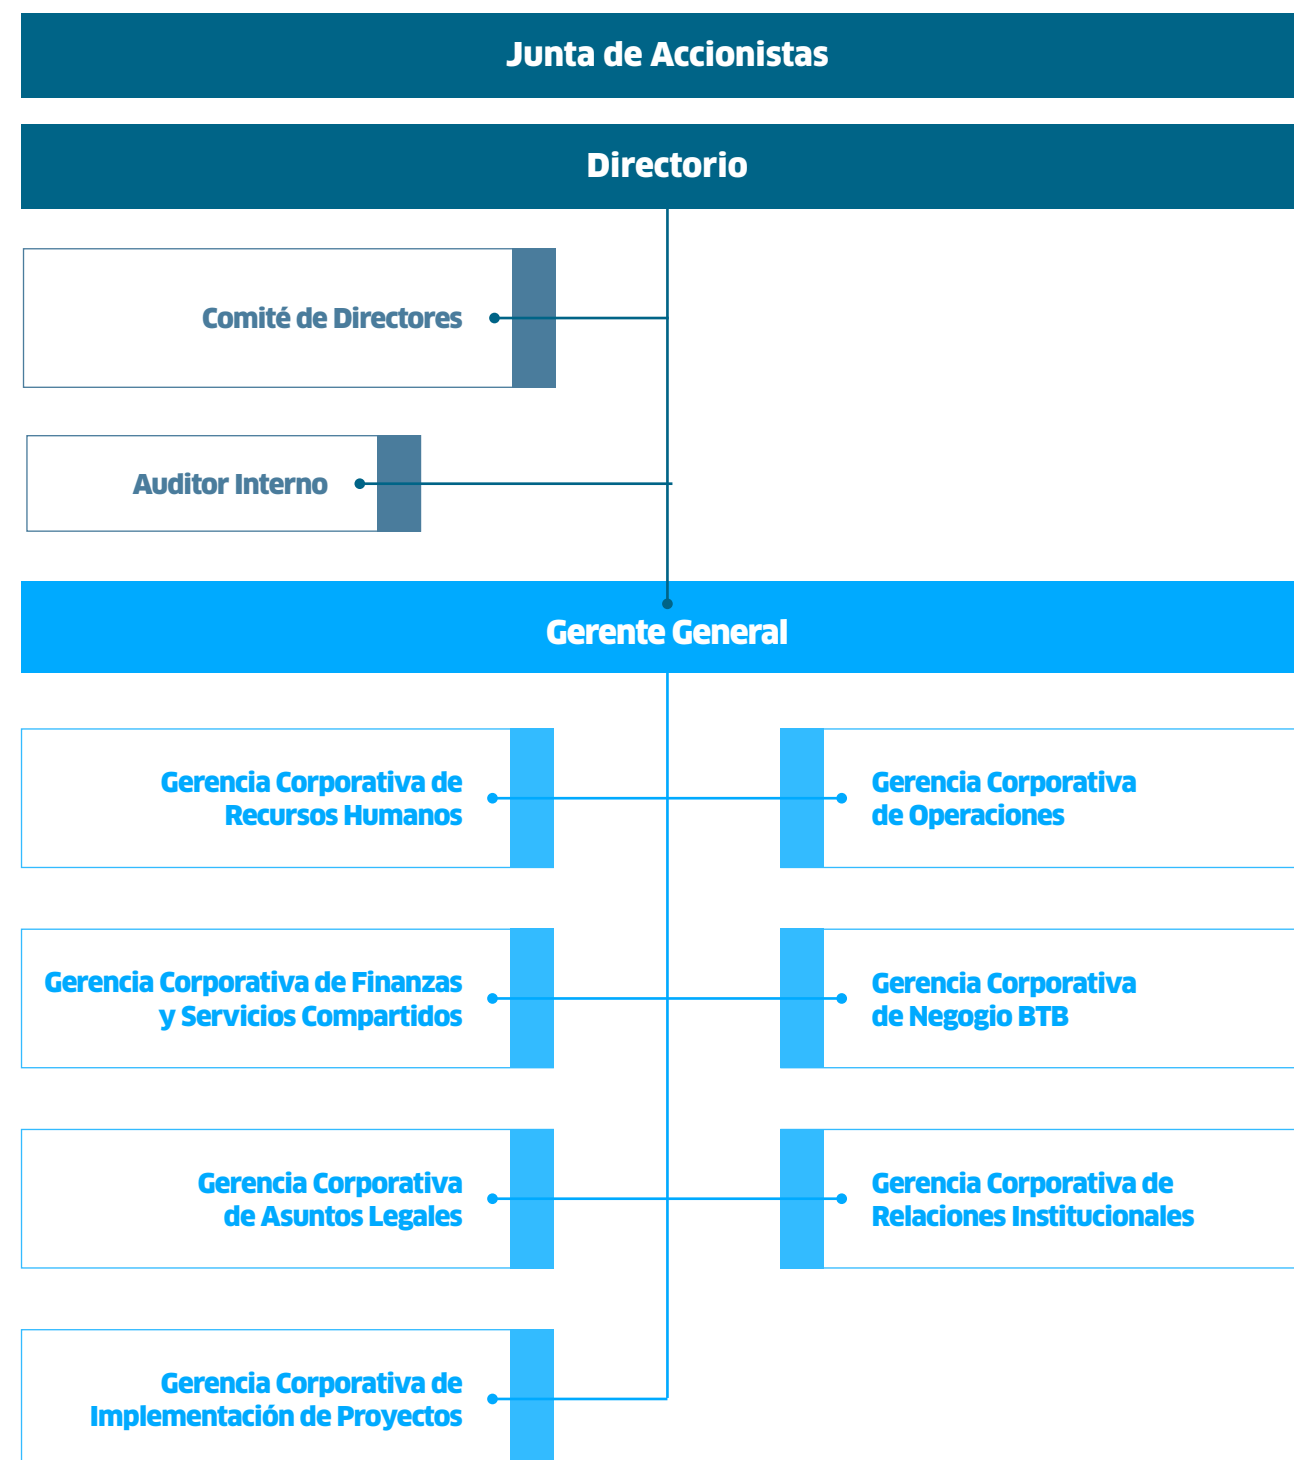 Junta de Accionistas
Directorio
Comité de Directores
Auditor Interno
Gerente General
Gerencia Corporativa de
Recursos Humanos
Gerencia Corporativa
de Operaciones
Gerencia Corporativa de Finanzas
y Servicios Compartidos
Gerencia Corporativa
de Negogio BTB
Gerencia Corporativa
de Asuntos Legales
Gerencia Corporativa de
Relaciones Institucionales
Gerencia Corporativa de
Implementación de Proyectos